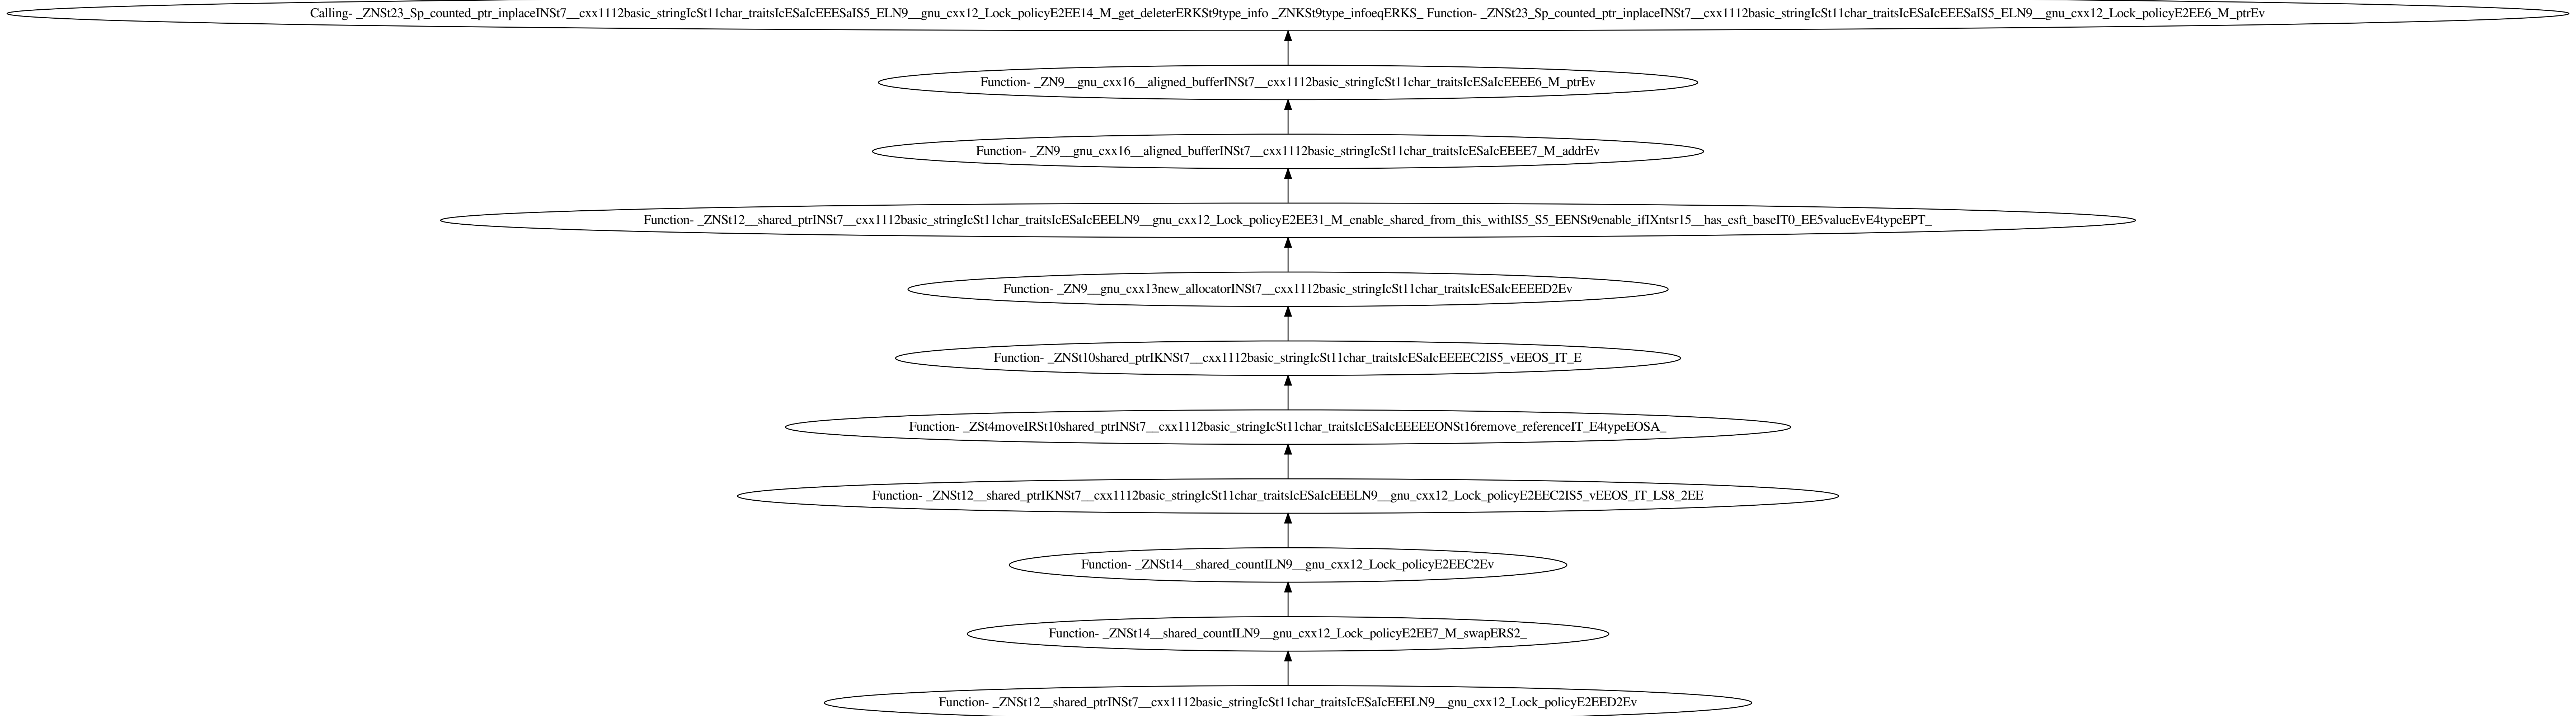 Calling- _ZNSt23_Sp_counted_ptr_inplaceINSt7__cxx1112basic_stringIcSt11char_traitsIcESaIcEEESaIS5_ELN9__gnu_cxx12_Lock_policyE2EE14_M_get_deleterERKSt9type_info _ZNKSt9type_infoeqERKS_ Function- _ZNSt23_Sp_counted_ptr_inplaceINSt7__cxx1112basic_stringIcSt11char_traitsIcESaIcEEESaIS5_ELN9__gnu_cxx12_Lock_policyE2EE6_M_ptrEv
Function- _ZN9__gnu_cxx16__aligned_bufferINSt7__cxx1112basic_stringIcSt11char_traitsIcESaIcEEEE6_M_ptrEv
Function- _ZN9__gnu_cxx16__aligned_bufferINSt7__cxx1112basic_stringIcSt11char_traitsIcESaIcEEEE7_M_addrEv
Function- _ZNSt12__shared_ptrINSt7__cxx1112basic_stringIcSt11char_traitsIcESaIcEEELN9__gnu_cxx12_Lock_policyE2EE31_M_enable_shared_from_this_withIS5_S5_EENSt9enable_ifIXntsr15__has_esft_baseIT0_EE5valueEvE4typeEPT_
Function- _ZN9__gnu_cxx13new_allocatorINSt7__cxx1112basic_stringIcSt11char_traitsIcESaIcEEEED2Ev
Function- _ZNSt10shared_ptrIKNSt7__cxx1112basic_stringIcSt11char_traitsIcESaIcEEEEC2IS5_vEEOS_IT_E
Function- _ZSt4moveIRSt10shared_ptrINSt7__cxx1112basic_stringIcSt11char_traitsIcESaIcEEEEEONSt16remove_referenceIT_E4typeEOSA_
Function- _ZNSt12__shared_ptrIKNSt7__cxx1112basic_stringIcSt11char_traitsIcESaIcEEELN9__gnu_cxx12_Lock_policyE2EEC2IS5_vEEOS_IT_LS8_2EE
Function- _ZNSt14__shared_countILN9__gnu_cxx12_Lock_policyE2EEC2Ev
Function- _ZNSt14__shared_countILN9__gnu_cxx12_Lock_policyE2EE7_M_swapERS2_
Function- _ZNSt12__shared_ptrINSt7__cxx1112basic_stringIcSt11char_traitsIcESaIcEEELN9__gnu_cxx12_Lock_policyE2EED2Ev